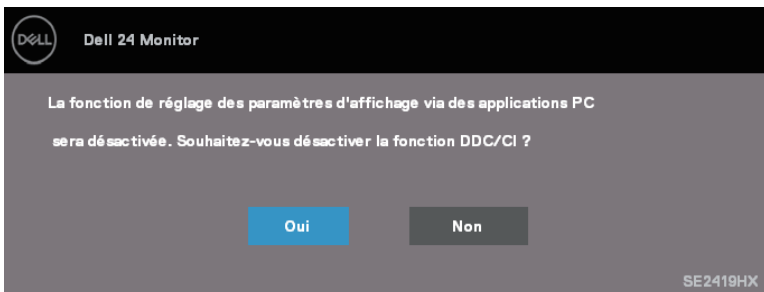 DELL
Dell 24 Monitor
La fonction de réglage des paramètres d'affichage via des applications PC
sera désactivée. Souhaitez-vous désactiver la fonction DDC/CI ?
Oui Non
SE2419HX